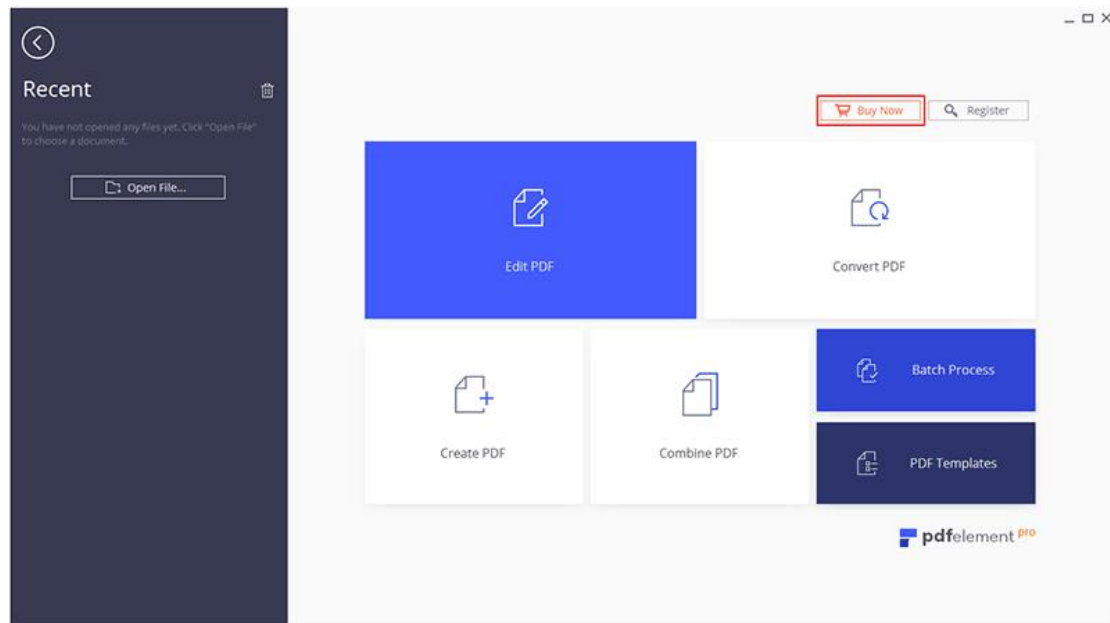 Recent
You have not opened any files yet. Click "Open File"
to choose a document.
Open File...
Buy Now
Register
Edit PDF
Convert PDF
Create PDF
Combine PDF
Batch Process
PDF Templates
pdfelement pro